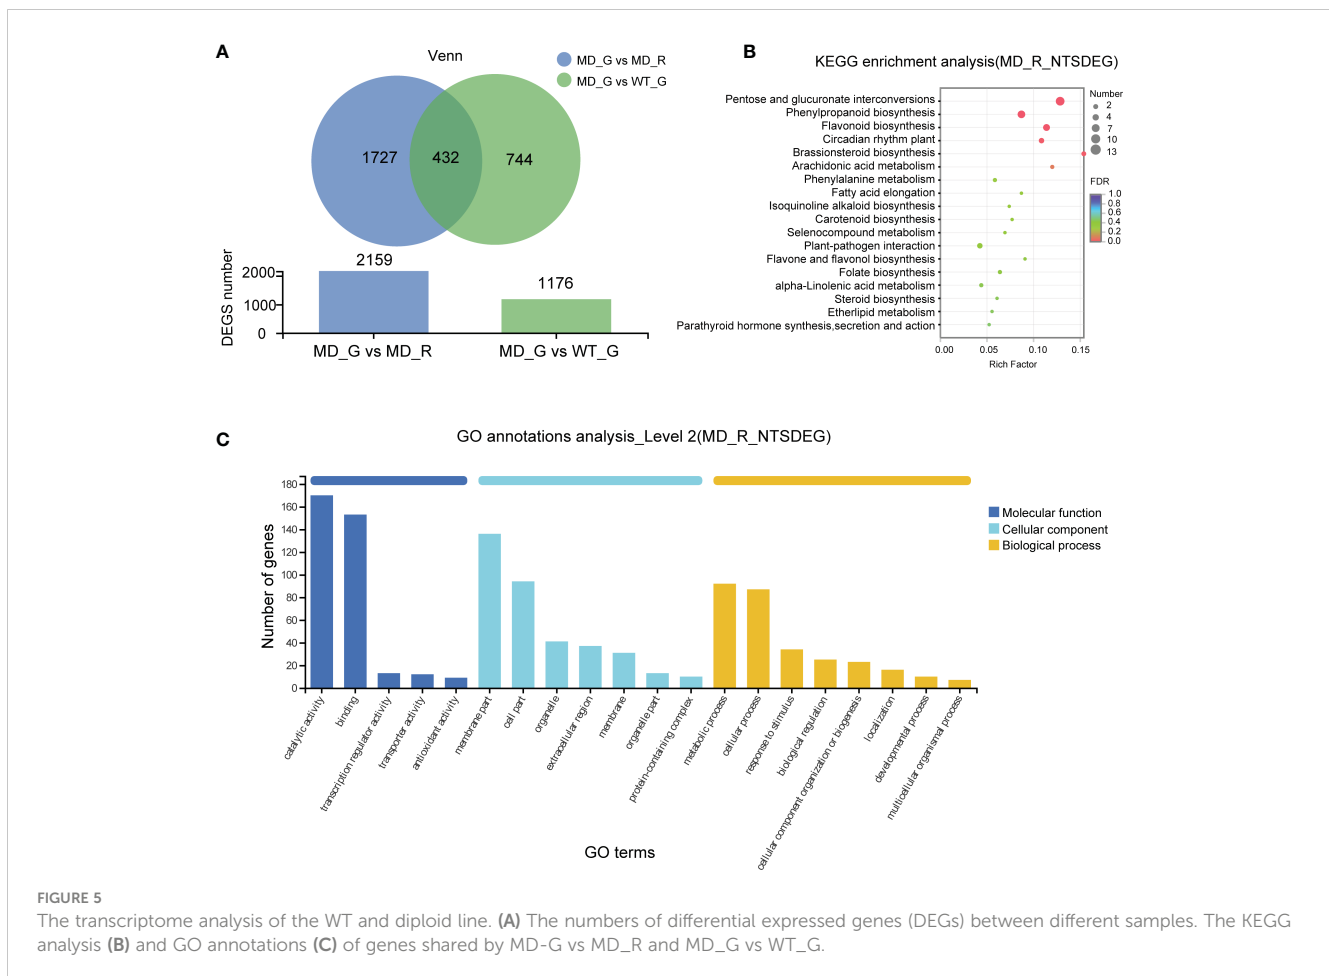 A
Venn
MD_G vs MD_R
MD_G vs WT_G
1727
432
744
DEGS number
2000
1000
0
2159
1176
MD_G vs MD_R
MD_G vs WT_G
B
KEGG enrichment analysis(MD_R_NTSDEG)
Pentose and glucuronate interconversions
Phenylpropanoid biosynthesis
Flavonoid biosynthesis
Circadian rhythm plant
Brassionsteroid biosynthesis
Arachidonic acid metabolism
Phenylalanine metabolism
Fatty acid elongation
Isoquinoline alkaloid biosynthesis
Carotenoid biosynthesis
Selenocompound metabolism
Plant-pathogen interaction
Flavone and flavonol biosynthesis
Folate biosynthesis
alpha-Linolenic acid metabolism
Steroid biosynthesis
Etherlipid metabolism
Parathyroid hormone synthesis,secretion and action
0.00
0.05
0.10
0.15
Rich Factor
Number
2
4
7
10
13
FDR
1.0
0.8
0.6
0.4
0.2
0.0
C
GO annotations analysis_Level 2(MD_R_NTSDEG)
Number of genes
180
160
140
120
100
80
60
40
20
0
Molecular function
Cellular component
Biological process
catalytic activity
binding
transcription regulator activity
transporter activity
antioxidant activity
membrane part
cell part
organelle
extracellular region
membrane
organelle part
protein-containing complex
metabolic process
cellular process
response to stimulus
biological regulation
cellular component organization or biogenesis
localization
developmental process
multicellular organismal process
GO terms
FIGURE 5
The transcriptome analysis of the WT and diploid line. (A) The numbers of differential expressed genes (DEGs) between different samples. The KEGG
analysis (B) and GO annotations (C) of genes shared by MD-G vs MD_R and MD_G vs WT_G.